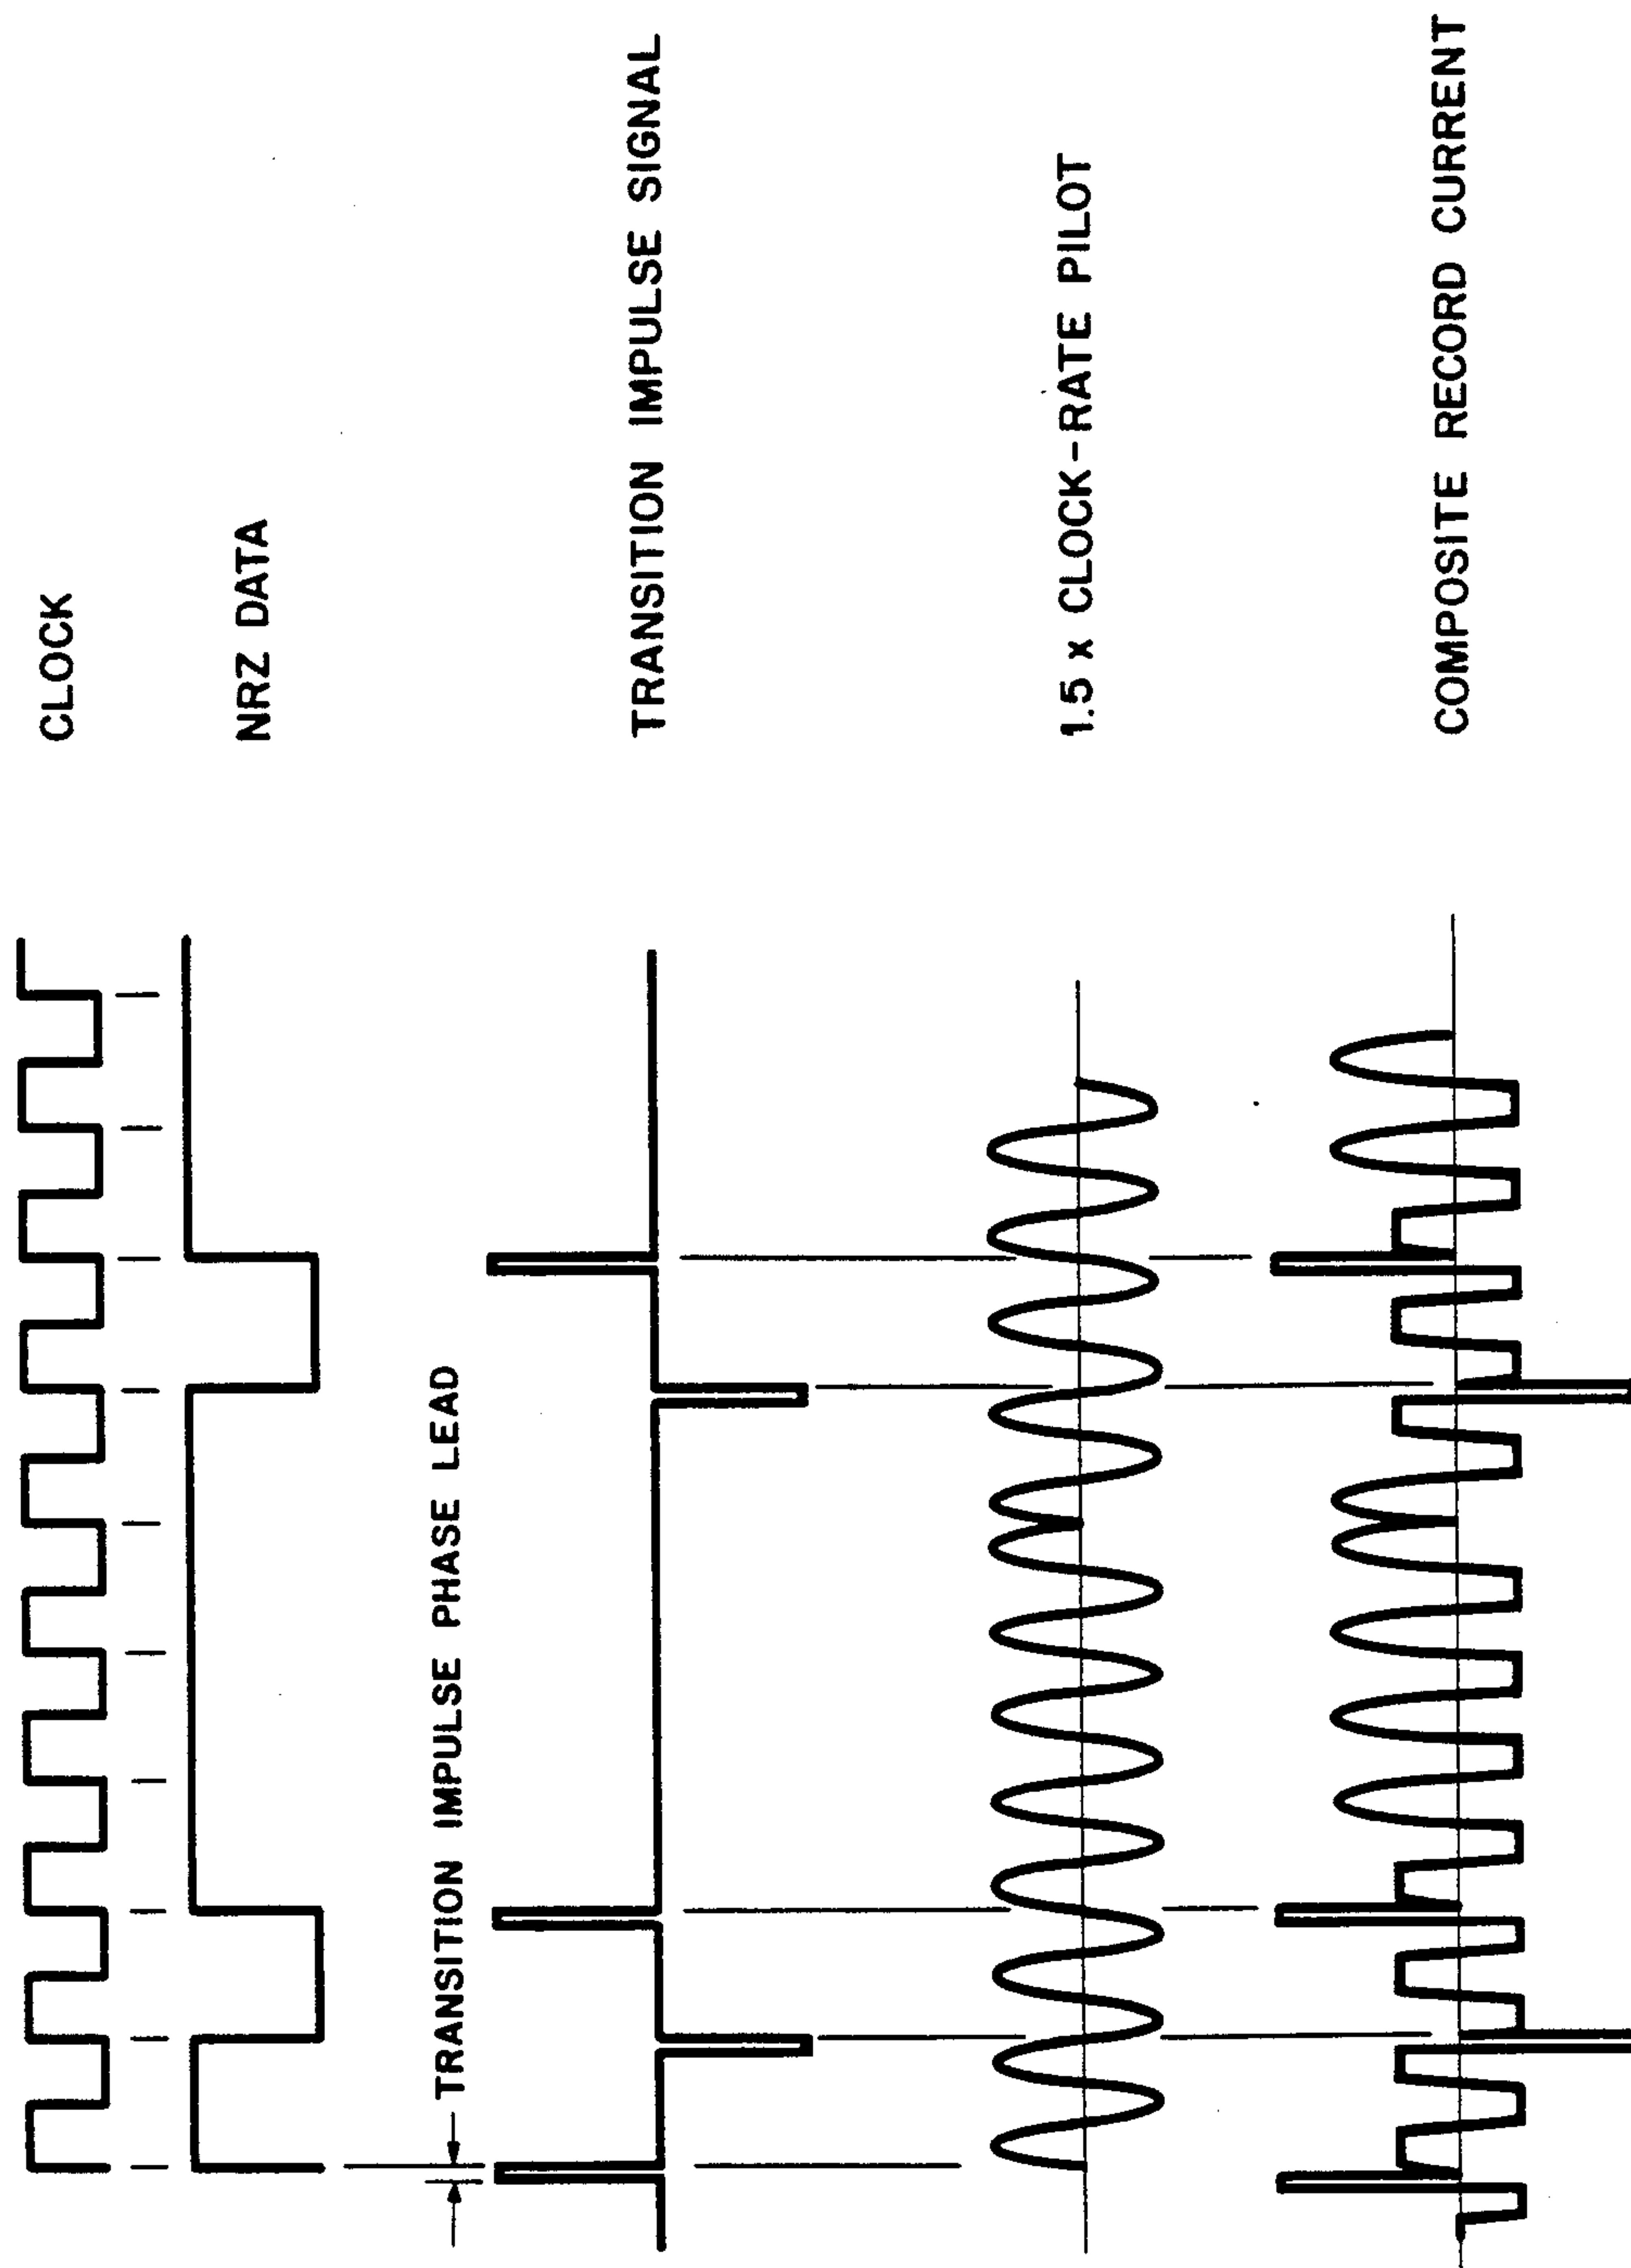 CLOCK
NRZ DATA
TRANSITION IMPULSE PHASE LEAD
TRANSITION IMPULSE SIGNAL
1.5 x CLOCK-RATE PILOT
COMPOSITE RECORD CURRENT